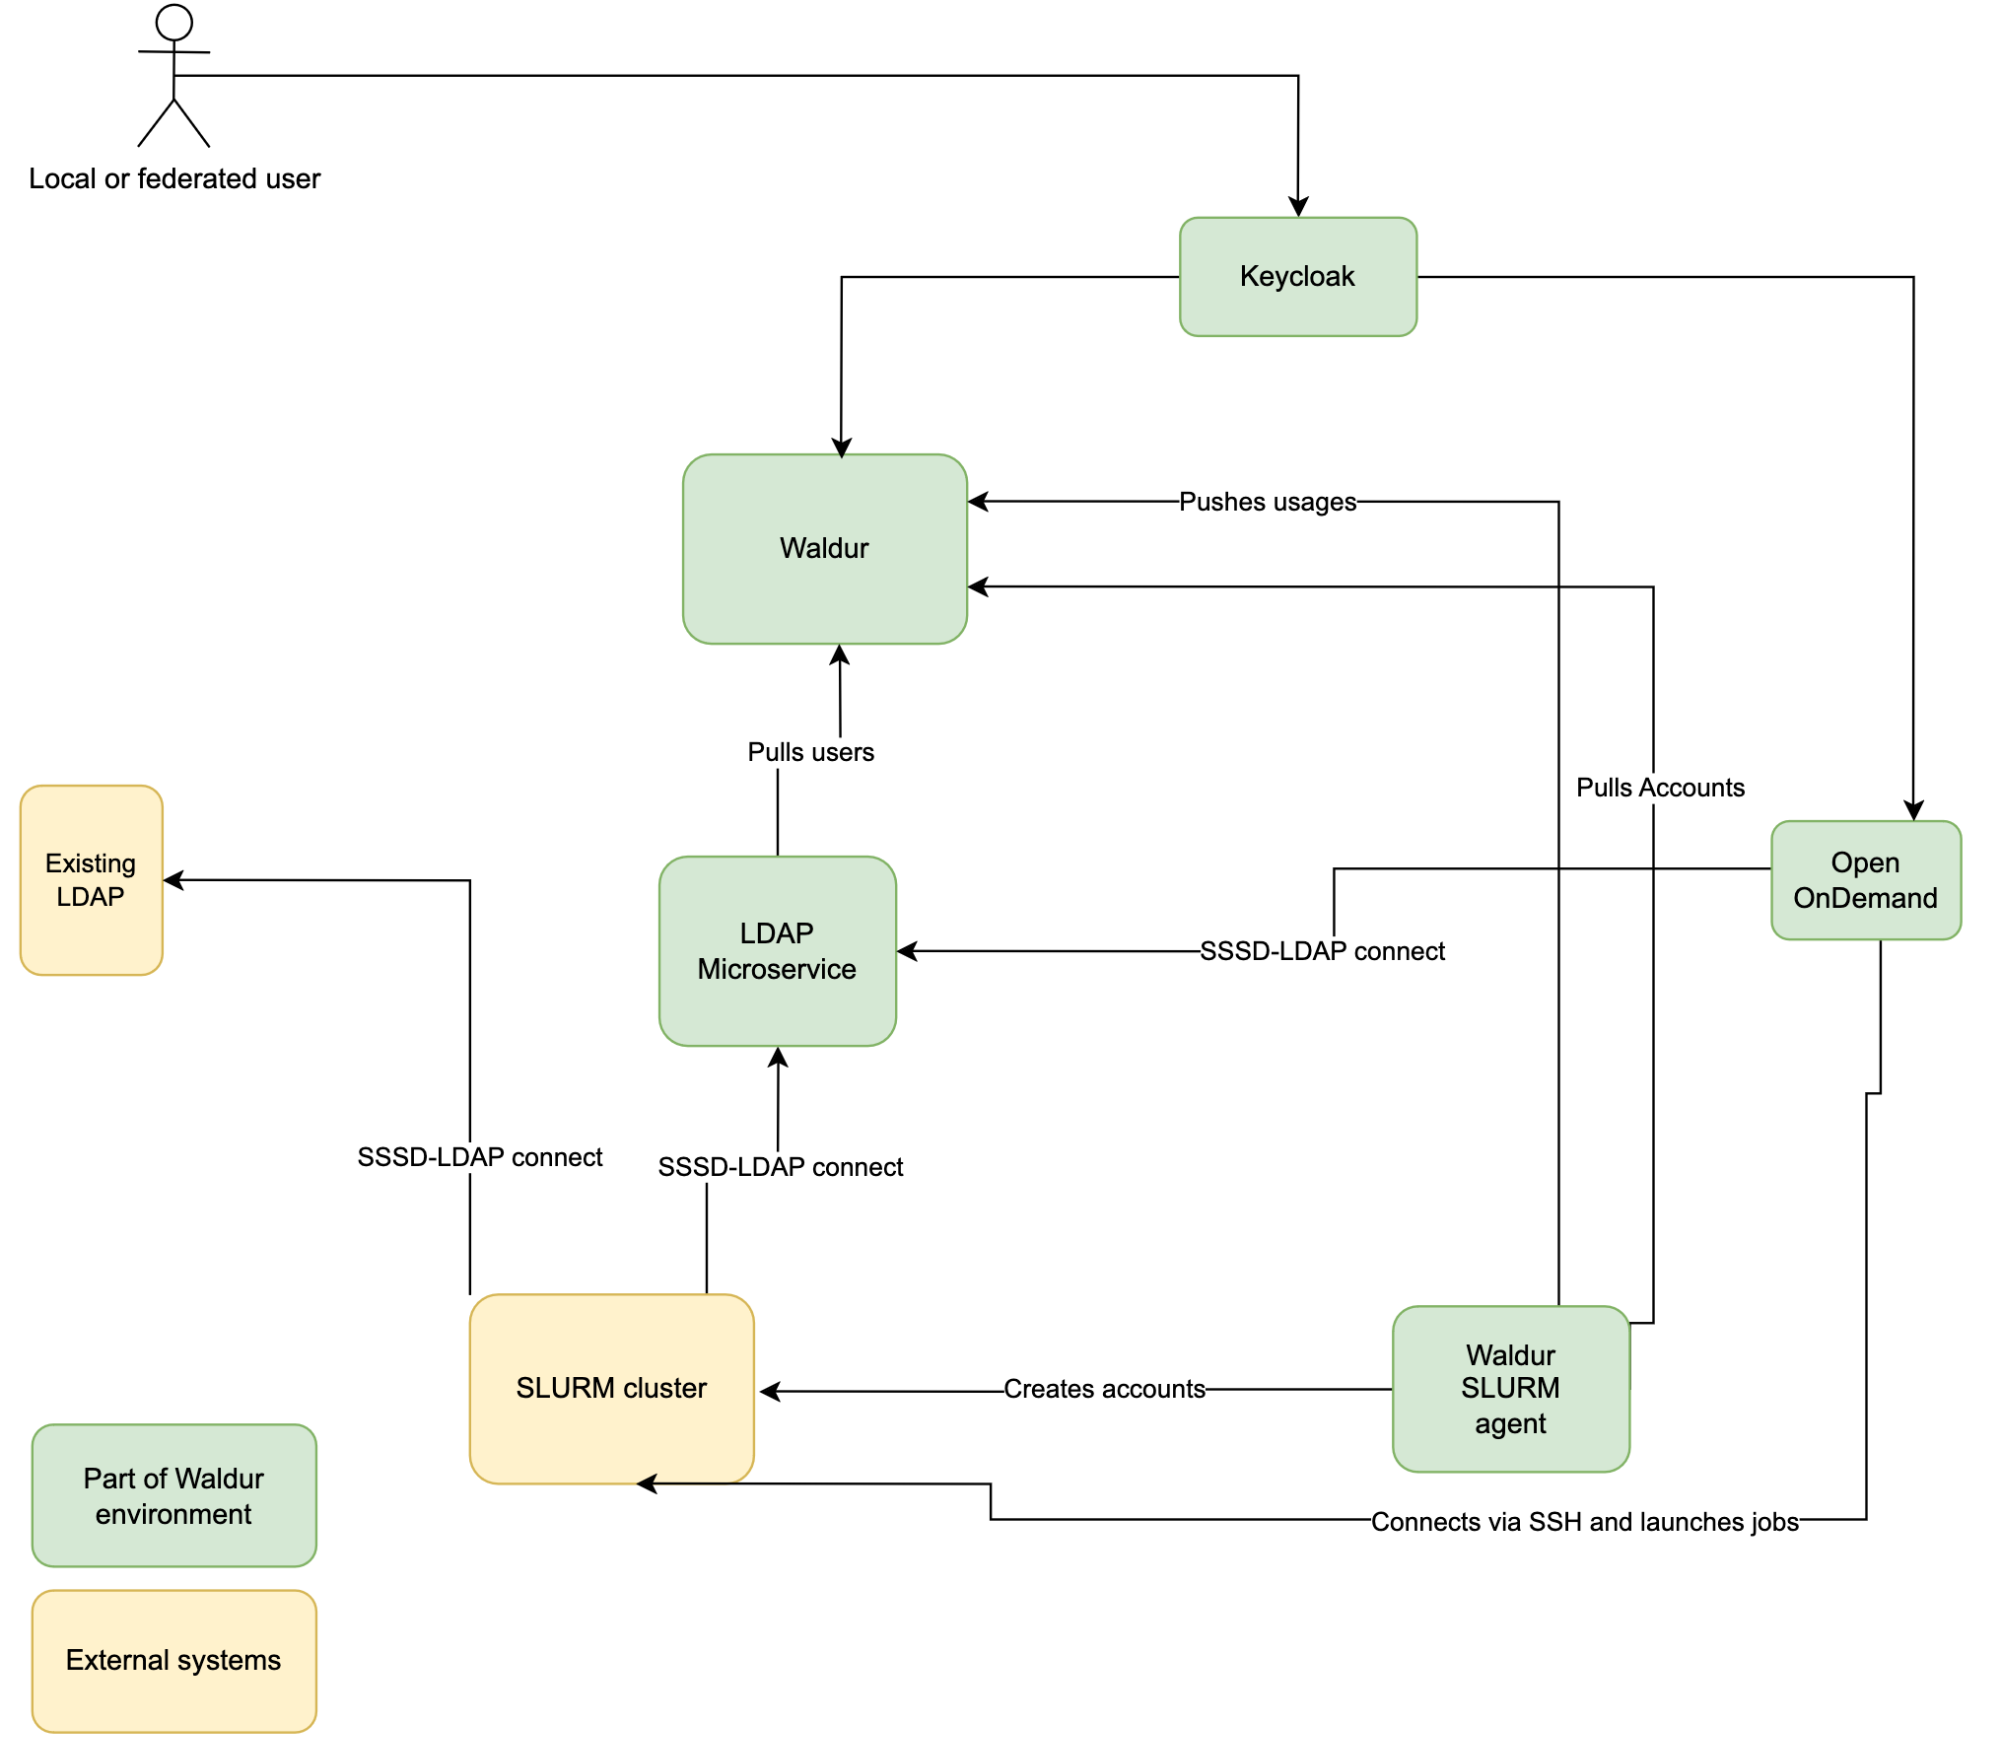 Local or federated user
Keycloak
Pushes usages
Waldur
Pulls users
Pulls Accounts
Existing
LDAP
Open
OnDemand
LDAP
Microservice
SSSD-LDAP connect
SSSD-LDAP connect
SSSD-LDAP connect
SLURM cluster
Creates accounts
Waldur
SLURM
agent
Part of Waldur
environment
Connects via SSH and launches jobs
External systems